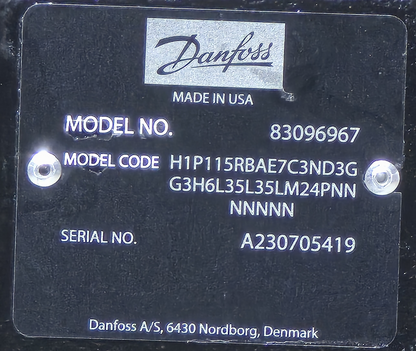 Danfoss
MADE IN USA
MODEL NO. 83096967
MODEL CODE H1P115RBAE7C3ND3G
G3H6L35L35LM24PNN
NNNNN
SERIAL NO. A230705419
Danfoss A/S, 6430 Nordborg, Denmark